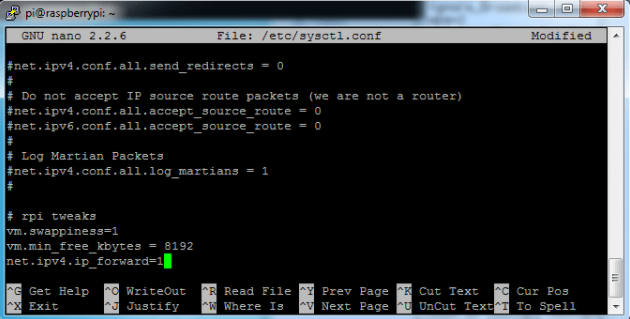 pi@raspberrypi: ~
GNU nano 2.2.6 File: /etc/sysctl.conf Modified
#net.ipv4.conf.all.send_redirects = 0
#
# Do not accept IP source route packets (we are not a router)
#net.ipv4.conf.all.accept_source_route = 0
#net.ipv6.conf.all.accept_source_route = 0
#
# Log Martian Packets
#net.ipv4.conf.all.log_martians = 1
#
# rpi tweaks
vm.swappiness=1
vm.min_free_kbytes = 8192
net.ipv4.ip_forward=1
^G Get Help ^O WriteOut ^R Read File ^Y Prev Page ^K Cut Text ^C Cur Pos
^X Exit ^J Justify ^W Where Is ^V Next Page ^U UnCut Text ^T To Spell